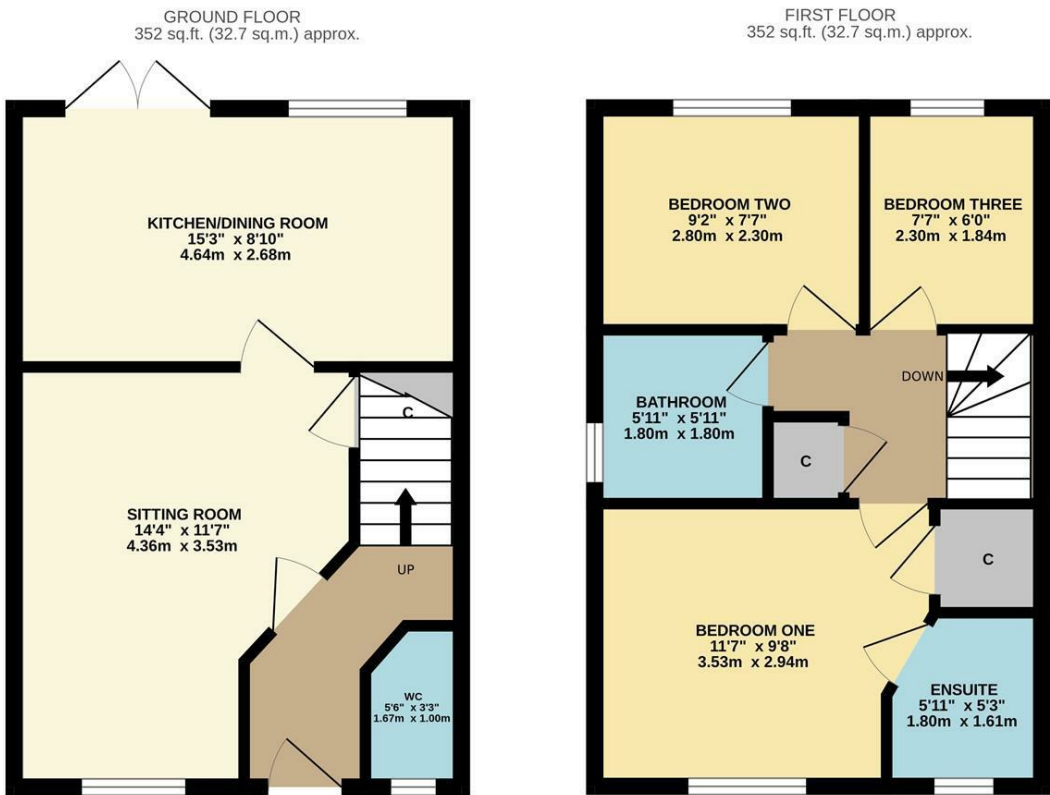 GROUND FLOOR
352 sq.ft. (32.7 sq.m.) approx.
KITCHEN/DINING ROOM
15'3" x 8'10"
4.64m x 2.68m
C
SITTING ROOM
14'4" x 11'7"
4.36m x 3.53m
UP
WC
5'6" x 3'3"
1.67m x 1.00m
FIRST FLOOR
352 sq.ft. (32.7 sq.m.) approx.
BEDROOM TWO
9'2" x 7'7"
2.80m x 2.30m
BEDROOM THREE
7'7" x 6'0"
2.30m x 1.84m
DOWN
BATHROOM
5'11" x 5'11"
1.80m x 1.80m
C
C
BEDROOM ONE
11'7" x 9'8"
3.53m x 2.94m
ENSUITE
5'11" x 5'3"
1.80m x 1.61m